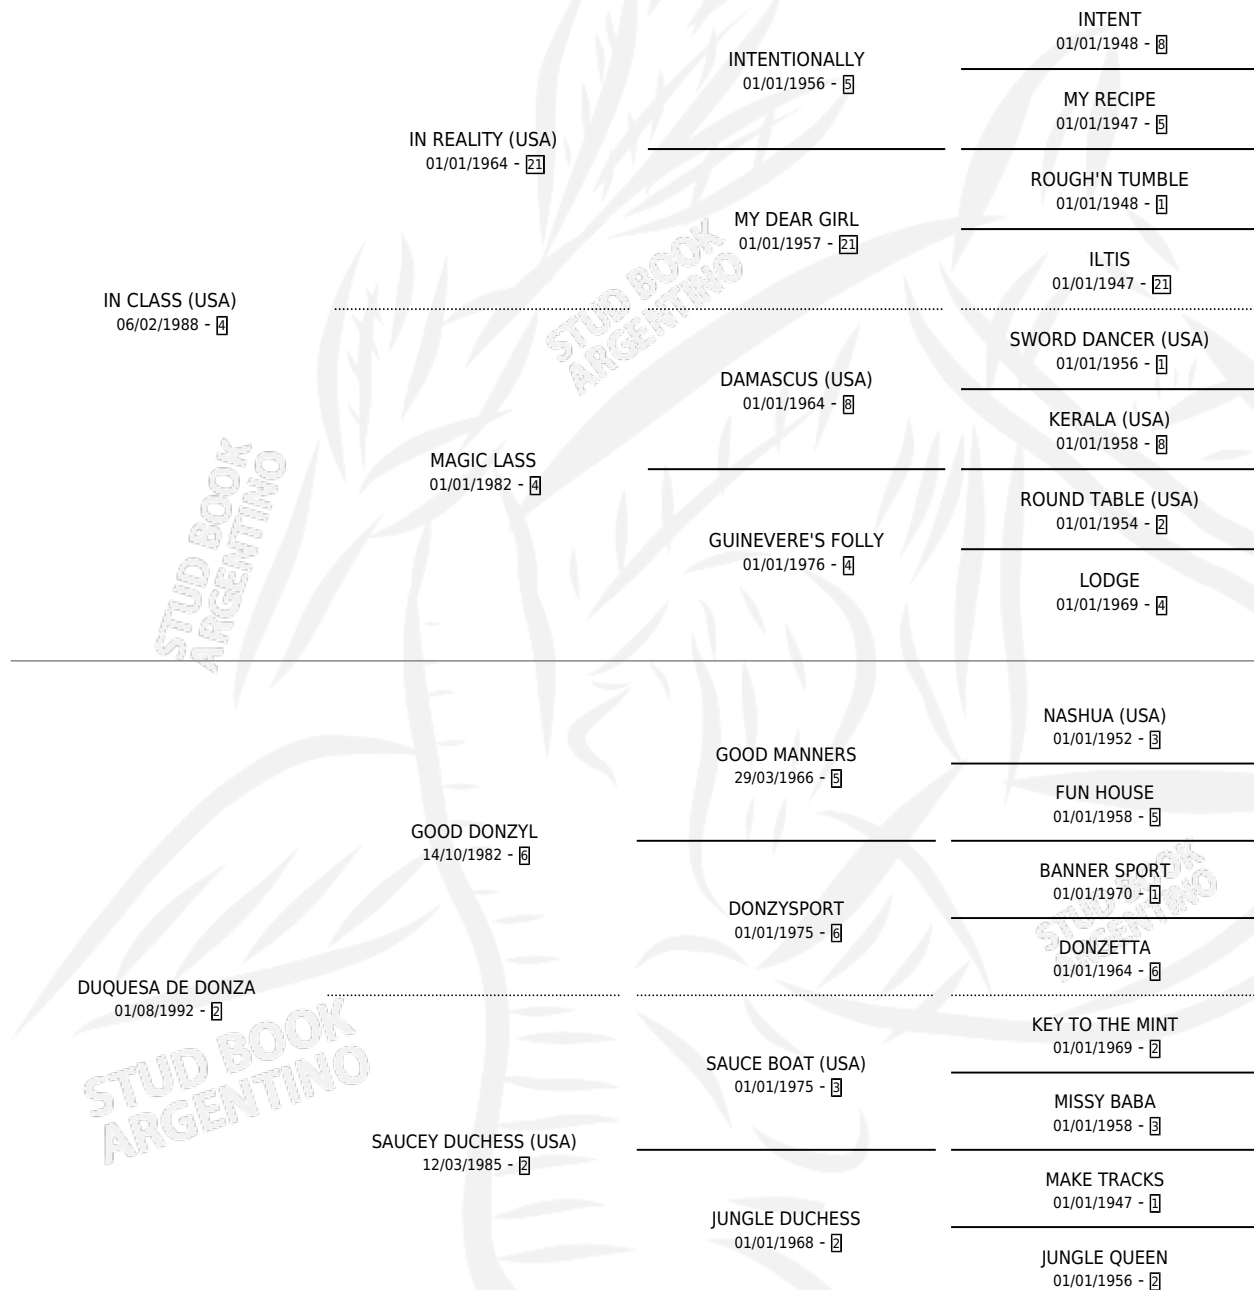 INTENT
01/01/1948 - 8
INTENTIONALLY
01/01/1956 - 5
MY RECIPE
01/01/1947 - 5
IN REALITY (USA)
01/01/1964 - 21
ROUGH'N TUMBLE
01/01/1948 - 1
MY DEAR GIRL
01/01/1957 - 21
ILTIS
01/01/1947 - 21
IN CLASS (USA)
06/02/1988 - 4
SWORD DANCER (USA)
01/01/1956 - 1
DAMASCUS (USA)
01/01/1964 - 8
KERALA (USA)
01/01/1958 - 8
MAGIC LASS
01/01/1982 - 4
ROUND TABLE (USA)
01/01/1954 - 2
GUINEVERE'S FOLLY
01/01/1976 - 4
LODGE
01/01/1969 - 4
NASHUA (USA)
01/01/1952 - 3
GOOD MANNERS
29/03/1966 - 5
FUN HOUSE
01/01/1958 - 5
GOOD DONZYL
14/10/1982 - 6
BANNER SPORT
01/01/1970 - 1
DONZYSPORT
01/01/1975 - 6
DONZETTA
01/01/1964 - 6
DUQUESA DE DONZA
01/08/1992 - 2
KEY TO THE MINT
01/01/1969 - 2
SAUCE BOAT (USA)
01/01/1975 - 3
MISSY BABA
01/01/1958 - 3
SAUCEY DUCHESS (USA)
12/03/1985 - 2
MAKE TRACKS
01/01/1947 - 1
JUNGLE DUCHESS
01/01/1968 - 2
JUNGLE QUEEN
01/01/1956 - 2
STUD BOOK
ARGENTINO
STUD BOOK
ARGENTINO
STUD BOOK
ARGENTINO
STUD BOOK
ARGENTINO